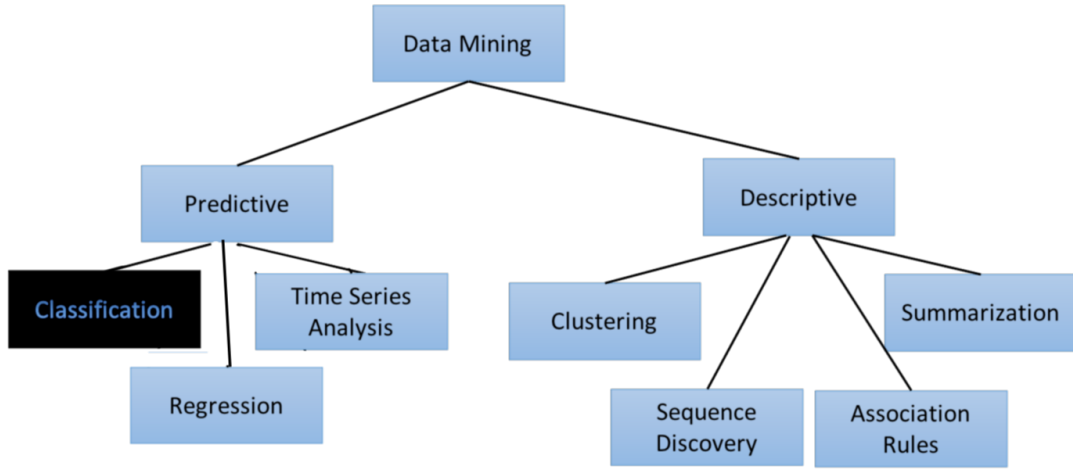 Data Mining
Predictive
Descriptive
Classification
Time Series
Analysis
Regression
Clustering
Sequence
Discovery
Association
Rules
Summarization